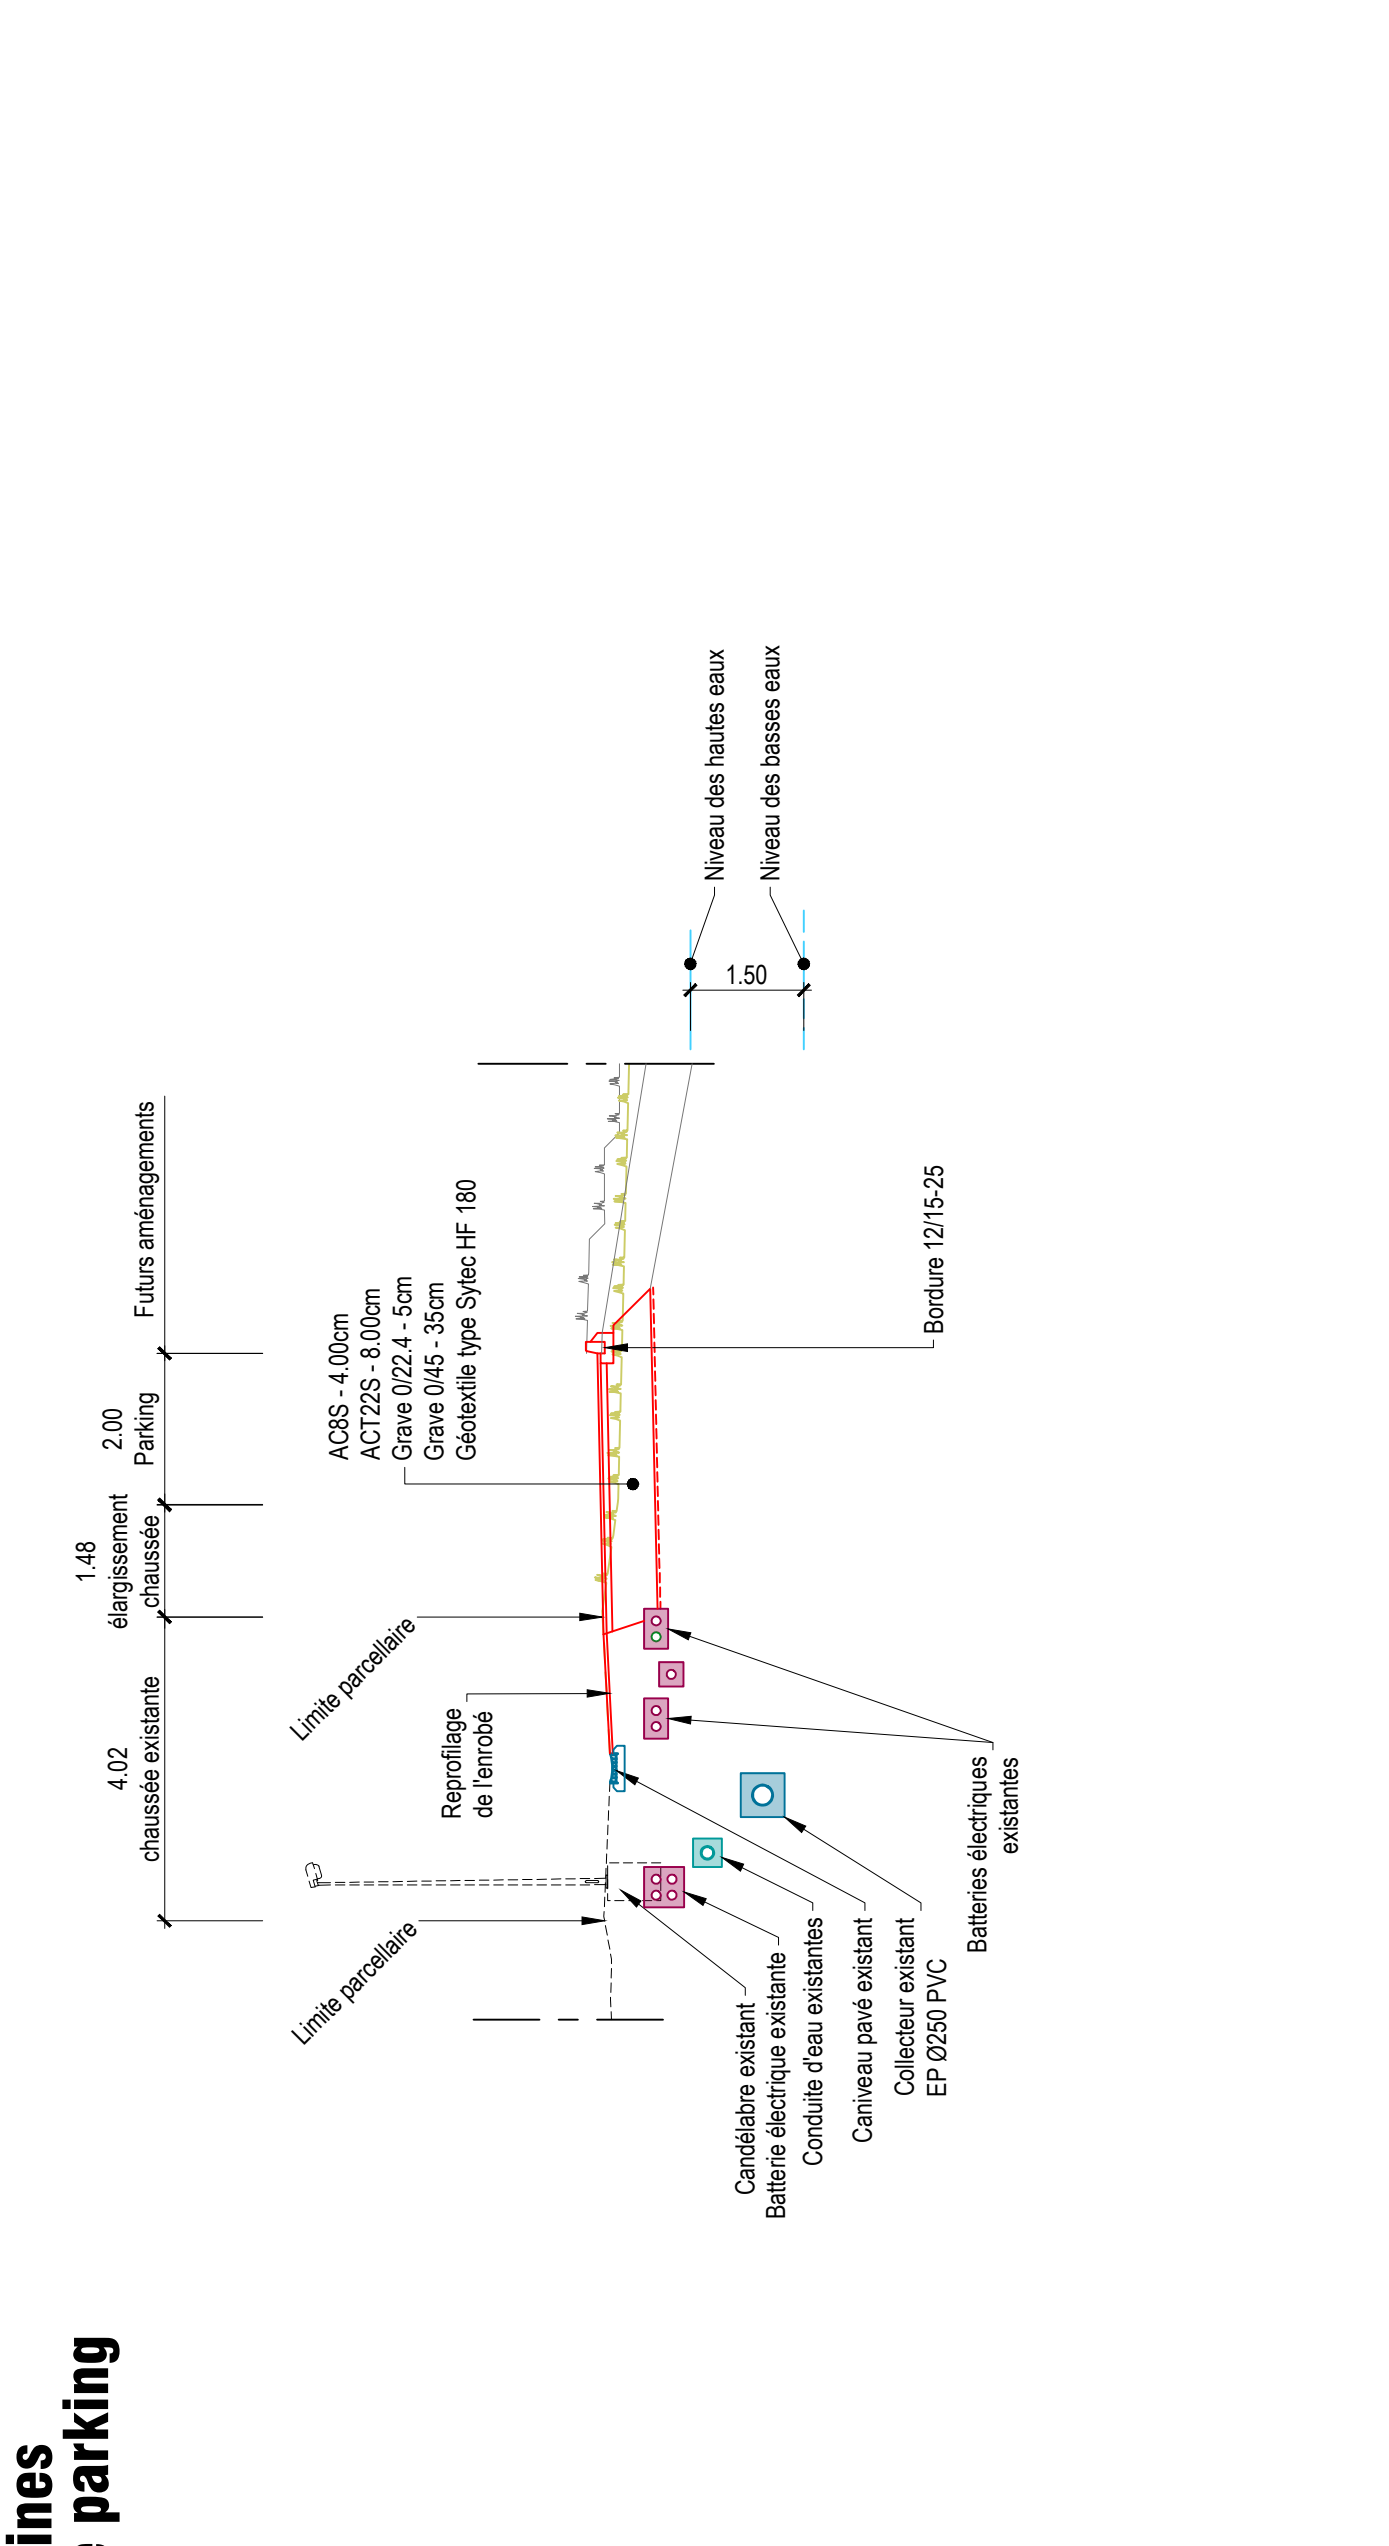 ines
parking
4.02
chaussée existante
1.48
élargissement
chaussée
2.00
Parking
Futurs aménagements
Limite parcellaire
Limite parcellaire
AC8S - 4.00cm
ACT22S - 8.00cm
Grave 0/22.4 - 5cm
Grave 0/45 - 35cm
Géotextile type Sytec HF 180
Reprofilage
de l'enrobé
Niveau des hautes eaux
1.50
Niveau des basses eaux
Candélabre existant
Batterie électrique existante
Conduite d'eau existantes
Caniveau pavé existant
Collecteur existant
EP Ø250 PVC
Batteries électriques
existantes
Bordure 12/15-25